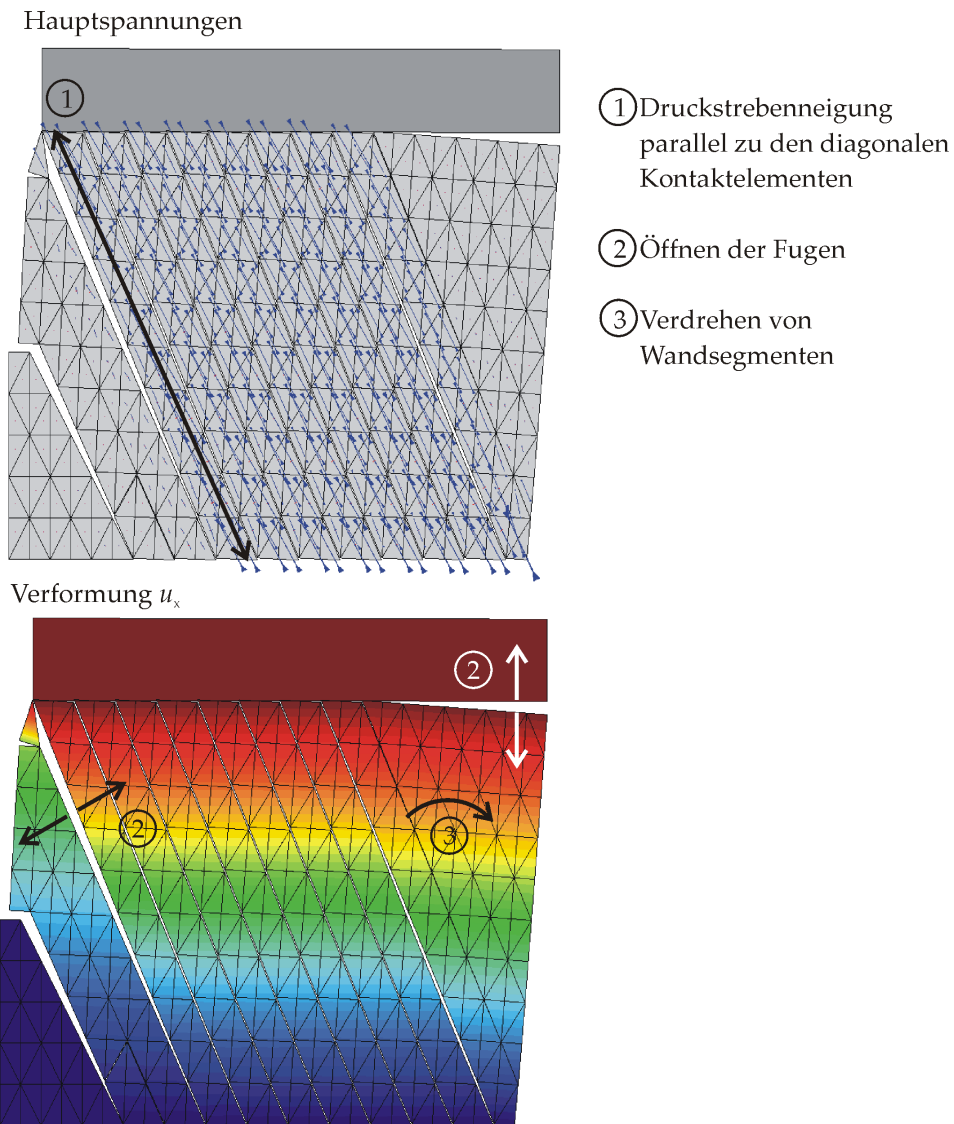 Hauptspannungen
1
1 Druckstrebenneigung
parallel zu den diagonalen
Kontaktelementen
2 Öffnen der Fugen
3 Verdrehen von
Wandsegmenten
Verformung uₓ
2
2
3